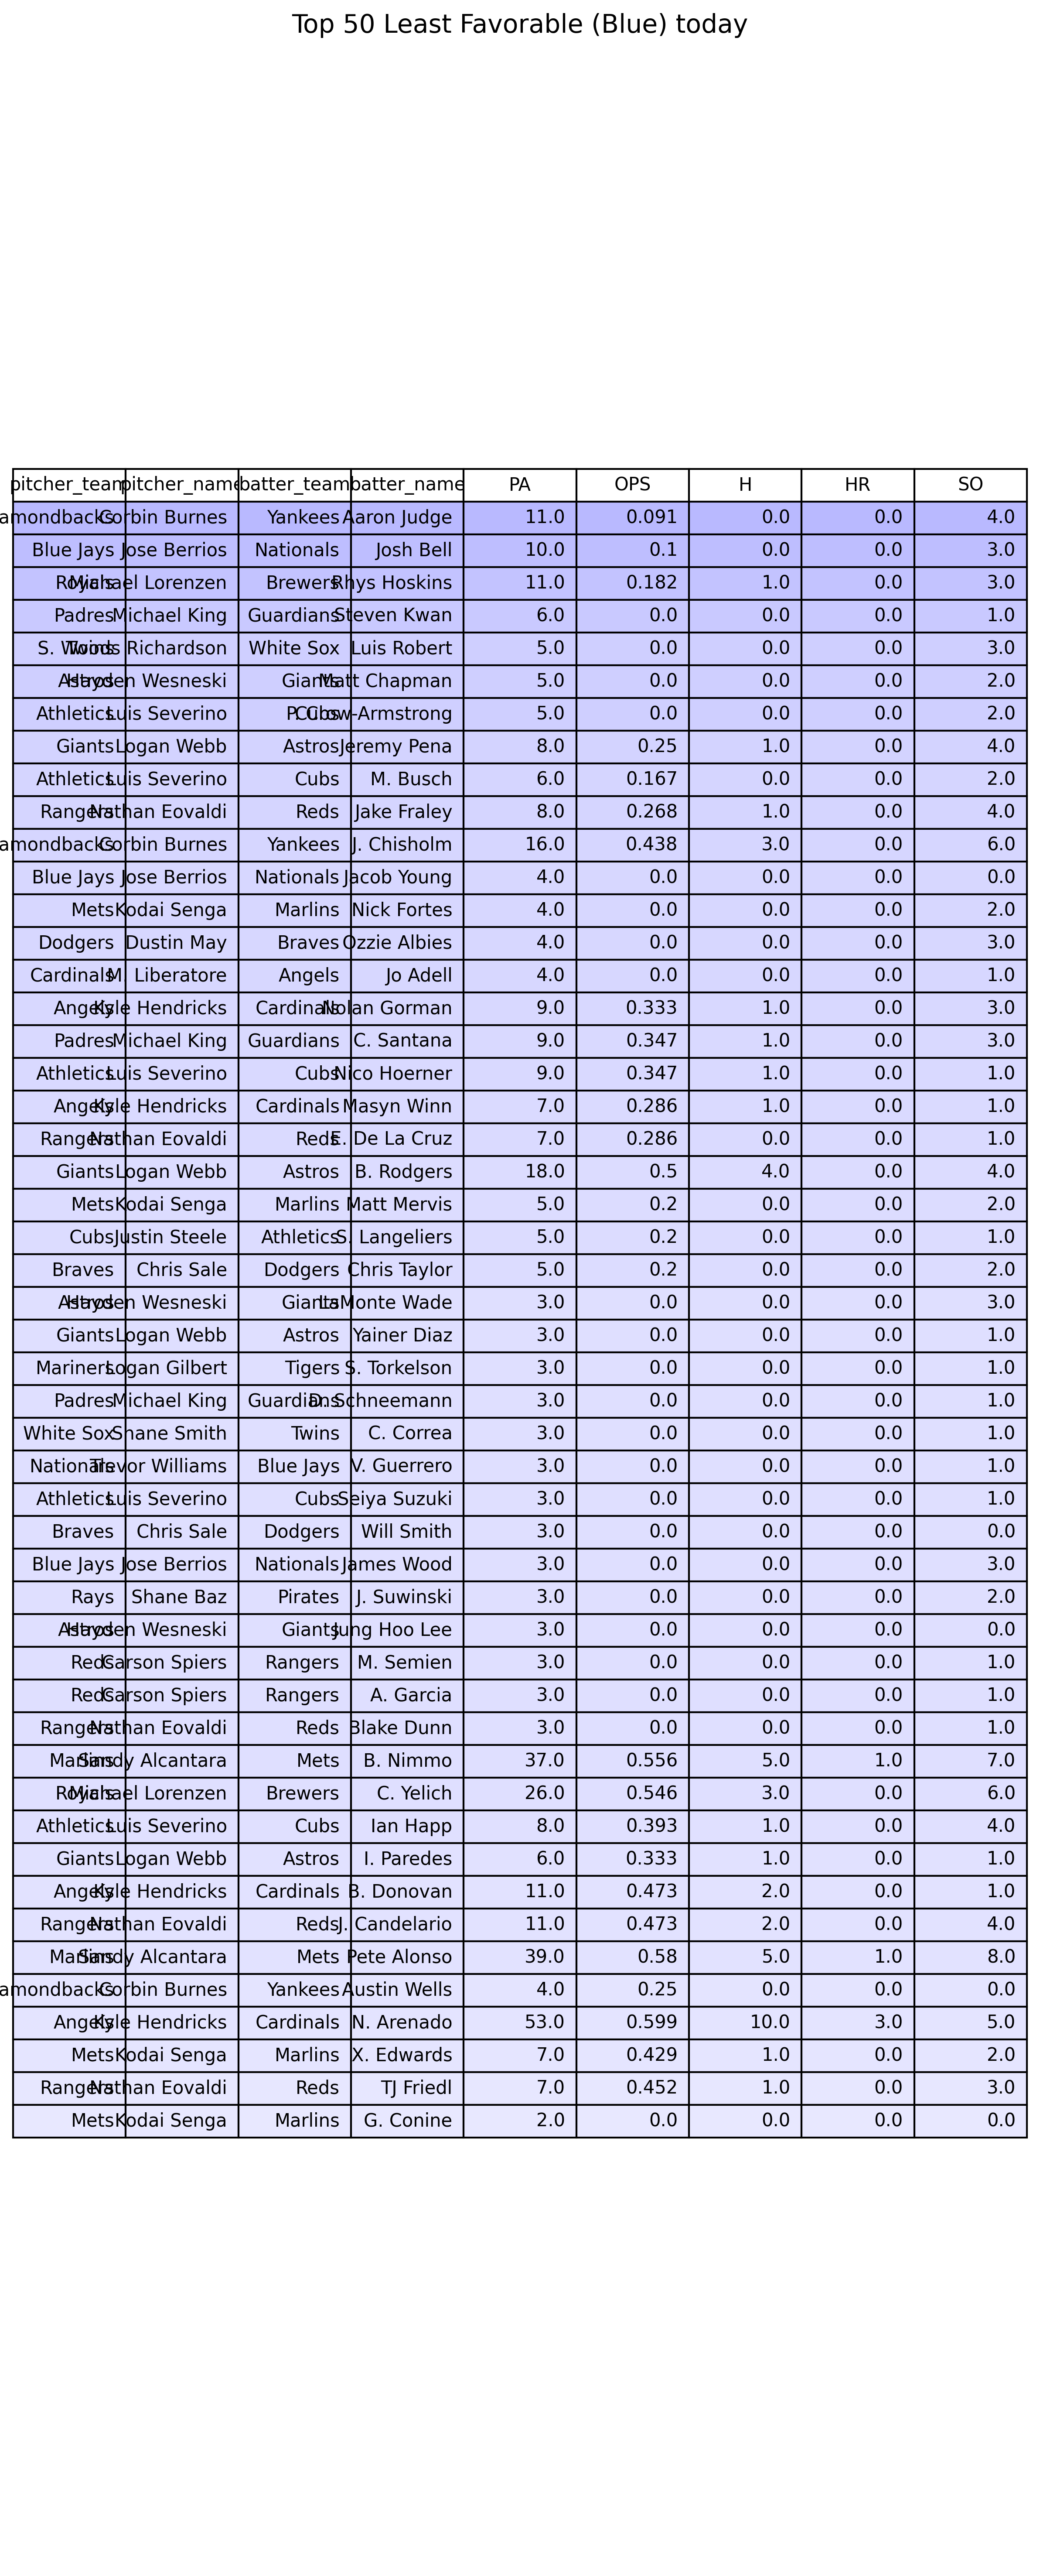 Top 50 Least Favorable (Blue) today
pitcher_team pitcher_name batter_team batter_name PA OPS H HR SO
amondbacks Corbin Burnes Yankees Aaron Judge 11.0 0.091 0.0 0.0 4.0
Blue Jays Jose Berrios Nationals Josh Bell 10.0 0.1 0.0 0.0 3.0
Royals Michael Lorenzen Brewers Rhys Hoskins 11.0 0.182 1.0 0.0 3.0
Padres Michael King Guardians Steven Kwan 6.0 0.0 0.0 0.0 1.0
Twins S. Woods Richardson White Sox Luis Robert 5.0 0.0 0.0 0.0 3.0
Astros Hayden Wesneski Giants Matt Chapman 5.0 0.0 0.0 0.0 2.0
Athletics Luis Severino Cubs P. Crow-Armstrong 5.0 0.0 0.0 0.0 2.0
Giants Logan Webb Astros Jeremy Pena 8.0 0.25 1.0 0.0 4.0
Athletics Luis Severino Cubs M. Busch 6.0 0.167 0.0 0.0 2.0
Rangers Nathan Eovaldi Reds Jake Fraley 8.0 0.268 1.0 0.0 4.0
amondbacks Corbin Burnes Yankees J. Chisholm 16.0 0.438 3.0 0.0 6.0
Blue Jays Jose Berrios Nationals Jacob Young 4.0 0.0 0.0 0.0 0.0
Mets Kodai Senga Marlins Nick Fortes 4.0 0.0 0.0 0.0 2.0
Dodgers Dustin May Braves Ozzie Albies 4.0 0.0 0.0 0.0 3.0
Cardinals M. Liberatore Angels Jo Adell 4.0 0.0 0.0 0.0 1.0
Angels Kyle Hendricks Cardinals Nolan Gorman 9.0 0.333 1.0 0.0 3.0
Padres Michael King Guardians C. Santana 9.0 0.347 1.0 0.0 3.0
Athletics Luis Severino Cubs Nico Hoerner 9.0 0.347 1.0 0.0 1.0
Angels Kyle Hendricks Cardinals Masyn Winn 7.0 0.286 1.0 0.0 1.0
Rangers Nathan Eovaldi Reds E. De La Cruz 7.0 0.286 0.0 0.0 1.0
Giants Logan Webb Astros B. Rodgers 18.0 0.5 4.0 0.0 4.0
Mets Kodai Senga Marlins Matt Mervis 5.0 0.2 0.0 0.0 2.0
Cubs Justin Steele Athletics S. Langeliers 5.0 0.2 0.0 0.0 1.0
Braves Chris Sale Dodgers Chris Taylor 5.0 0.2 0.0 0.0 2.0
Astros Hayden Wesneski Giants LaMonte Wade 3.0 0.0 0.0 0.0 3.0
Giants Logan Webb Astros Yainer Diaz 3.0 0.0 0.0 0.0 1.0
Mariners Logan Gilbert Tigers S. Torkelson 3.0 0.0 0.0 0.0 1.0
Padres Michael King Guardians D. Schneemann 3.0 0.0 0.0 0.0 1.0
White Sox Shane Smith Twins C. Correa 3.0 0.0 0.0 0.0 1.0
Nationals Trevor Williams Blue Jays V. Guerrero 3.0 0.0 0.0 0.0 1.0
Athletics Luis Severino Cubs Seiya Suzuki 3.0 0.0 0.0 0.0 1.0
Braves Chris Sale Dodgers Will Smith 3.0 0.0 0.0 0.0 0.0
Blue Jays Jose Berrios Nationals James Wood 3.0 0.0 0.0 0.0 3.0
Rays Shane Baz Pirates J. Suwinski 3.0 0.0 0.0 0.0 2.0
Astros Hayden Wesneski Giants Jung Hoo Lee 3.0 0.0 0.0 0.0 0.0
Reds Carson Spiers Rangers M. Semien 3.0 0.0 0.0 0.0 1.0
Reds Carson Spiers Rangers A. Garcia 3.0 0.0 0.0 0.0 1.0
Rangers Nathan Eovaldi Reds Blake Dunn 3.0 0.0 0.0 0.0 1.0
Marlins Sandy Alcantara Mets B. Nimmo 37.0 0.556 5.0 1.0 7.0
Royals Michael Lorenzen Brewers C. Yelich 26.0 0.546 3.0 0.0 6.0
Athletics Luis Severino Cubs Ian Happ 8.0 0.393 1.0 0.0 4.0
Giants Logan Webb Astros I. Paredes 6.0 0.333 1.0 0.0 1.0
Angels Kyle Hendricks Cardinals B. Donovan 11.0 0.473 2.0 0.0 1.0
Rangers Nathan Eovaldi Reds J. Candelario 11.0 0.473 2.0 0.0 4.0
Marlins Sandy Alcantara Mets Pete Alonso 39.0 0.58 5.0 1.0 8.0
amondbacks Corbin Burnes Yankees Austin Wells 4.0 0.25 0.0 0.0 0.0
Angels Kyle Hendricks Cardinals N. Arenado 53.0 0.599 10.0 3.0 5.0
Mets Kodai Senga Marlins X. Edwards 7.0 0.429 1.0 0.0 2.0
Rangers Nathan Eovaldi Reds TJ Friedl 7.0 0.452 1.0 0.0 3.0
Mets Kodai Senga Marlins G. Conine 2.0 0.0 0.0 0.0 0.0